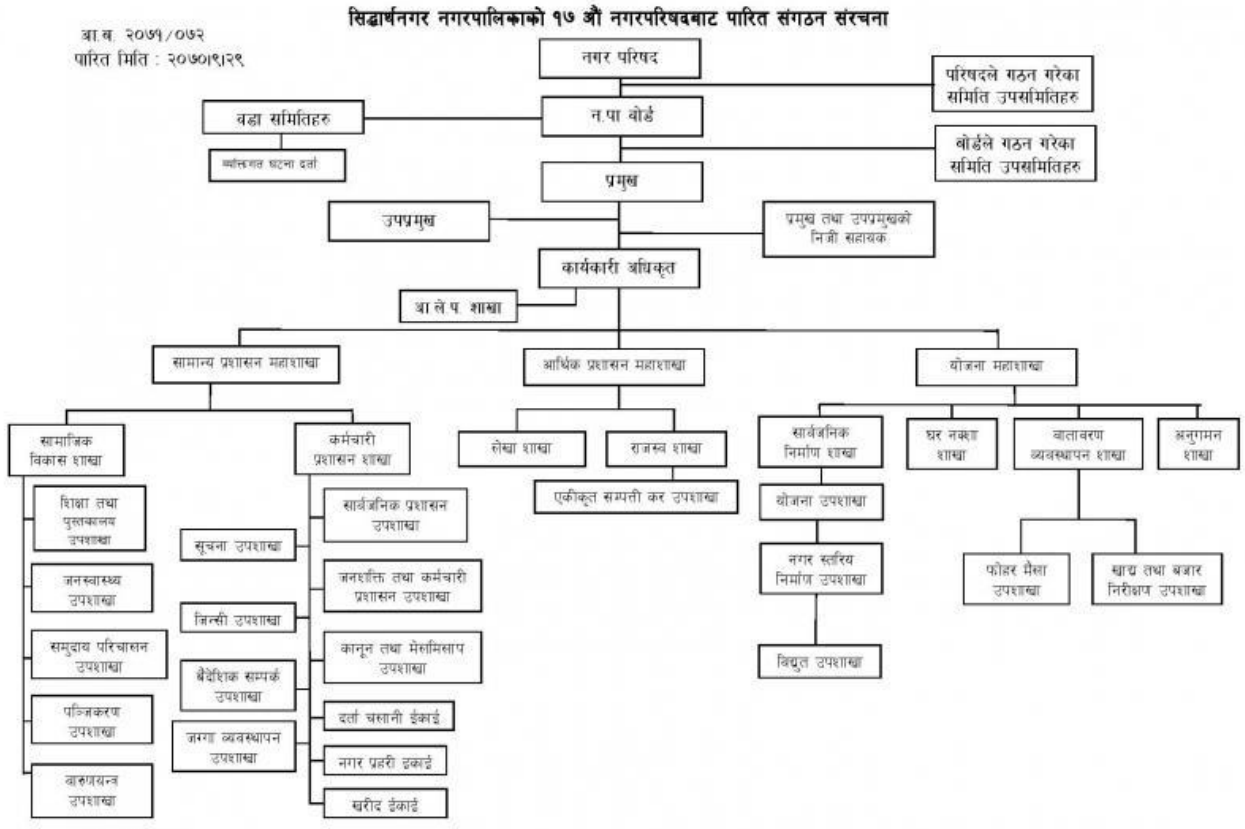 सिद्धार्थनगर नगरपालिकाको १७ औं नगरपरिषदबाट पारित संगठन संरचना
आ.व. २०७१/०७२
पारित मिति : २०७०।९।२९
नगर परिषद
परिषदले गठन गरेका
समिति उपसमितिहरु
वडा समितिहरु
न.पा बोर्ड
व्यक्तिगत घटना दर्ता
बोर्डले गठन गरेका
समिति उपसमितिहरु
प्रमुख
उपप्रमुख
प्रमुख तथा उपप्रमुखको
निजी सहायक
कार्यकारी अधिकृत
आ.ले.प. शाखा
सामान्य प्रशासन महाशाखा
आर्थिक प्रशासन महाशाखा
योजना महाशाखा
सामाजिक
विकास शाखा
कर्मचारी
प्रशासन शाखा
लेखा शाखा
राजस्व शाखा
सार्वजनिक
निर्माण शाखा
घर नक्शा
शाखा
वातावरण
व्यवस्थापन शाखा
अनुगमन
शाखा
एकीकृत सम्पत्ती कर उपशाखा
योजना उपशाखा
शिक्षा तथा
पुस्तकालय
उपशाखा
सार्वजनिक प्रशासन
उपशाखा
सूचना उपशाखा
नगर स्तरिय
निर्माण उपशाखा
फोहर मैला
उपशाखा
खाद्य तथा बजार
निरीक्षण उपशाखा
जनस्वास्थ्य
उपशाखा
जनशक्ति तथा कर्मचारी
प्रशासन उपशाखा
जिन्सी उपशाखा
समुदाय परिचालन
उपशाखा
कानून तथा मेलमिलाप
उपशाखा
विद्युत उपशाखा
बैदेशिक सम्पर्क
उपशाखा
पञ्जिकरण
उपशाखा
दर्ता चलानी ईकाई
जग्गा व्यवस्थापन
उपशाखा
नगर प्रहरी इकाई
वारुणयन्त्र
उपशाखा
खरीद ईकाई